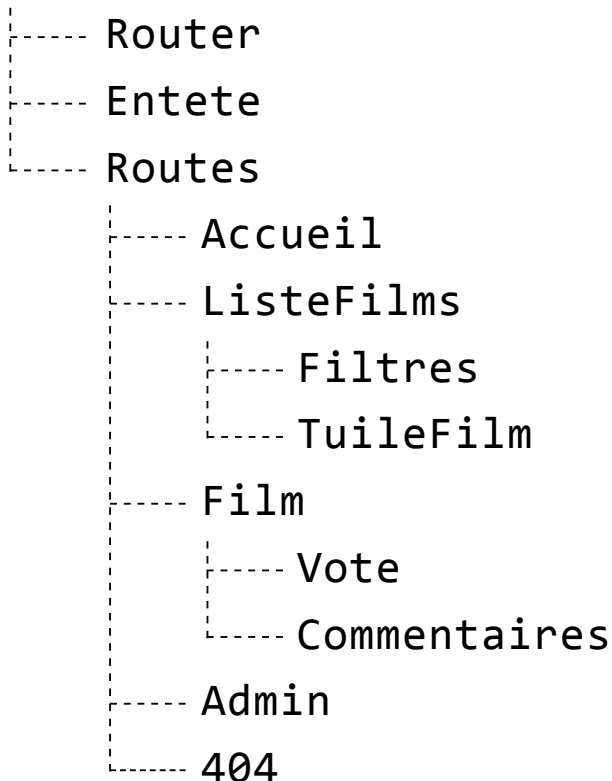 Router
Entete
Routes
Accueil
ListeFilms
Filtres
TuileFilm
Film
Vote
Commentaires
Admin
404